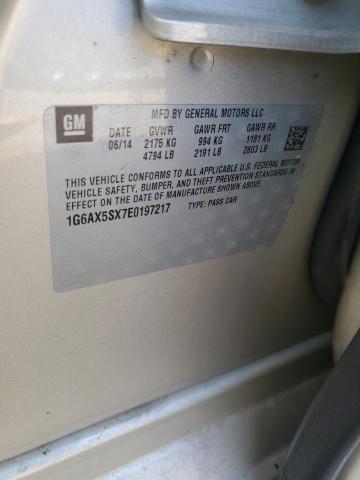 GM
MFD BY GENERAL MOTORS LLC
DATE GVWR GAWR FRT GAWR RR
06/14 2175 KG 994 KG 1181 KG
4794 LB 2191 LB 2603 LB
THIS VEHICLE CONFORMS TO ALL APPLICABLE U.S. FEDERAL MOTOR
VEHICLE SAFETY, BUMPER, AND THEFT PREVENTION STANDARDS IN
EFFECT ON THE DATE OF MANUFACTURE SHOWN ABOVE.
1G6AX5SX7E0197217 TYPE: PASS CAR